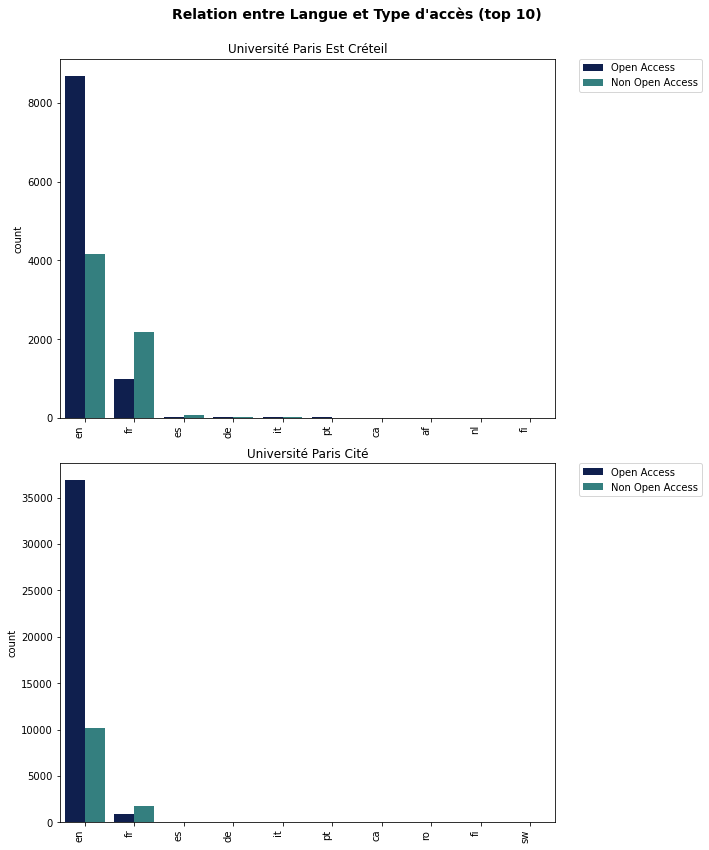 Relation entre Langue et Type d'accès (top 10)
Université Paris Est Créteil
Open Access
Non Open Access
8000
6000
4000
2000
0
count
en
fr
es
de
it
pt
ca
af
nl
fi
Université Paris Cité
Open Access
Non Open Access
35000
30000
25000
20000
15000
10000
5000
0
count
en
fr
es
de
it
pt
ca
ro
fi
sw